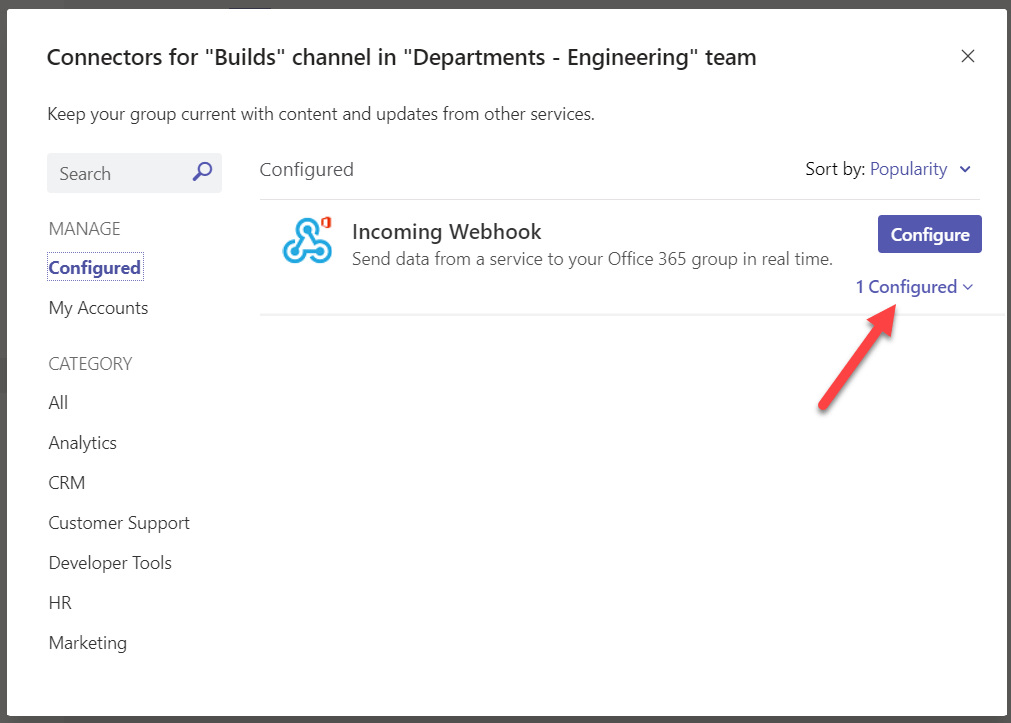 Connectors for "Builds" channel in "Departments - Engineering" team
Keep your group current with content and updates from other services.
Search
MANAGE
Configured
My Accounts
CATEGORY
All
Analytics
CRM
Customer Support
Developer Tools
HR
Marketing
Configured
Sort by: Popularity
Incoming Webhook
Send data from a service to your Office 365 group in real time.
Configure
1 Configured